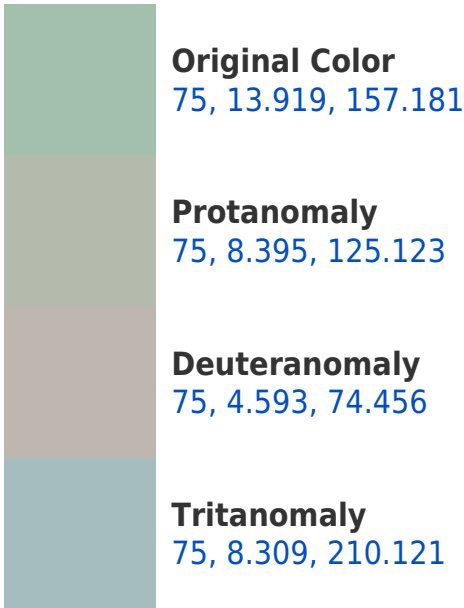 Original Color
75, 13.919, 157.181
Protanomaly
75, 8.395, 125.123
Deuteranomaly
75, 4.593, 74.456
Tritanomaly
75, 8.309, 210.121